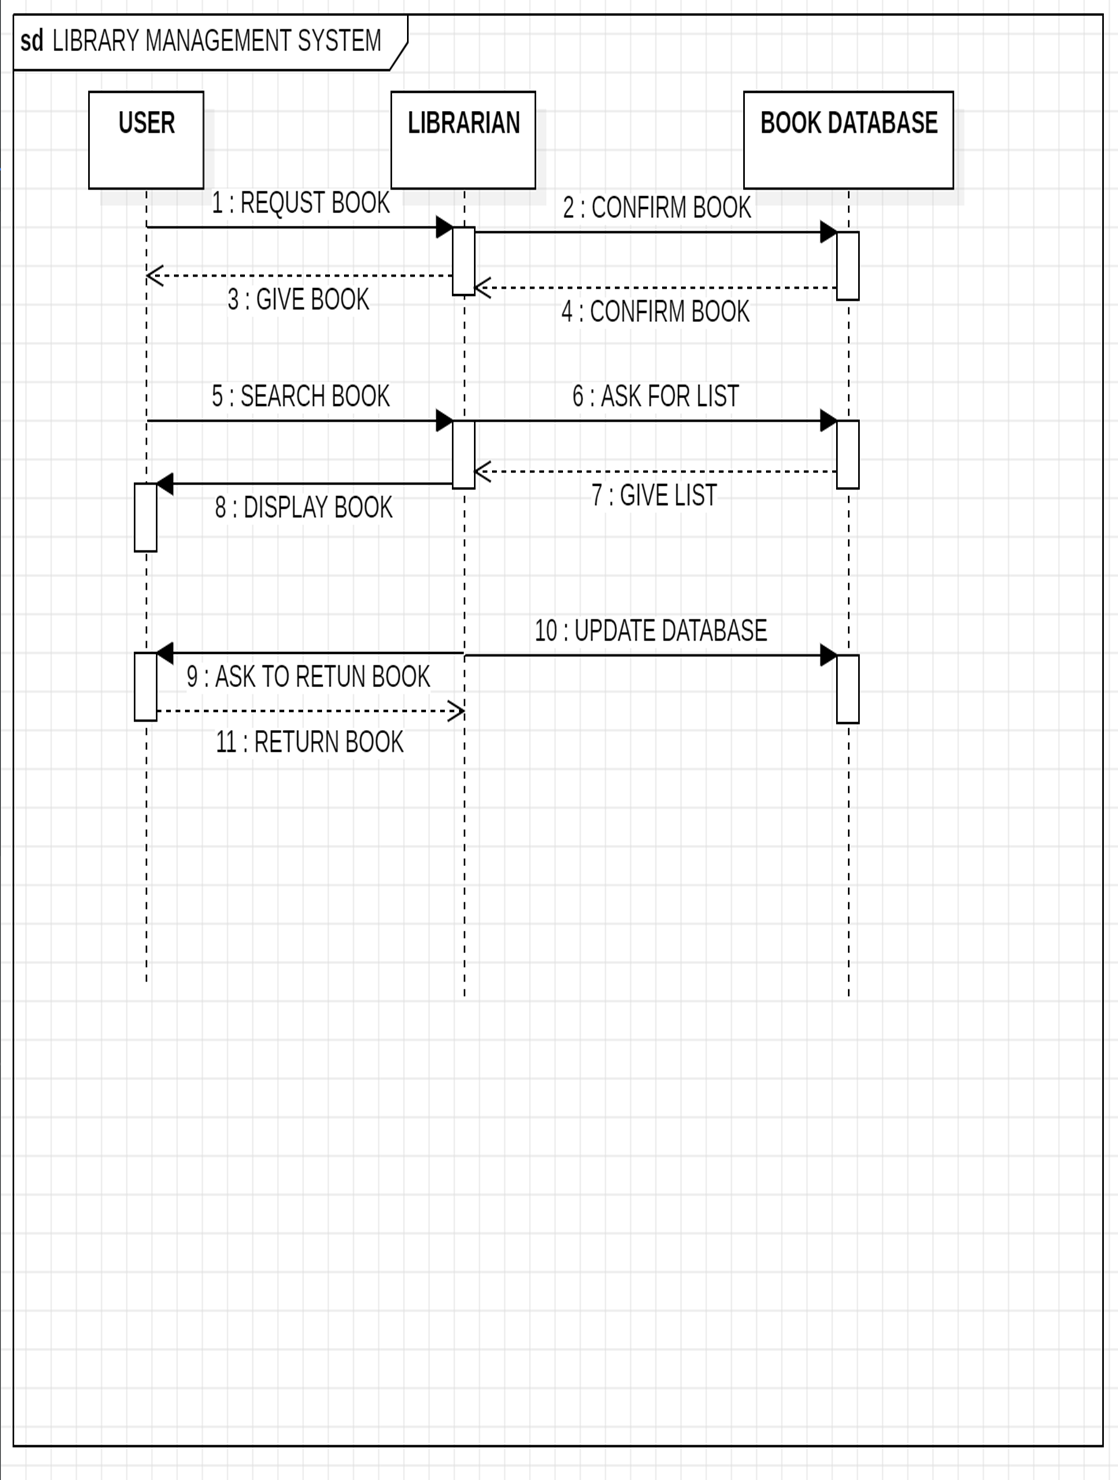 sd LIBRARY MANAGEMENT SYSTEM
USER
LIBRARIAN
BOOK DATABASE
1 : REQUST BOOK
2 : CONFIRM BOOK
3 : GIVE BOOK
4 : CONFIRM BOOK
5 : SEARCH BOOK
6 : ASK FOR LIST
7 : GIVE LIST
8 : DISPLAY BOOK
10 : UPDATE DATABASE
9 : ASK TO RETUN BOOK
11 : RETURN BOOK